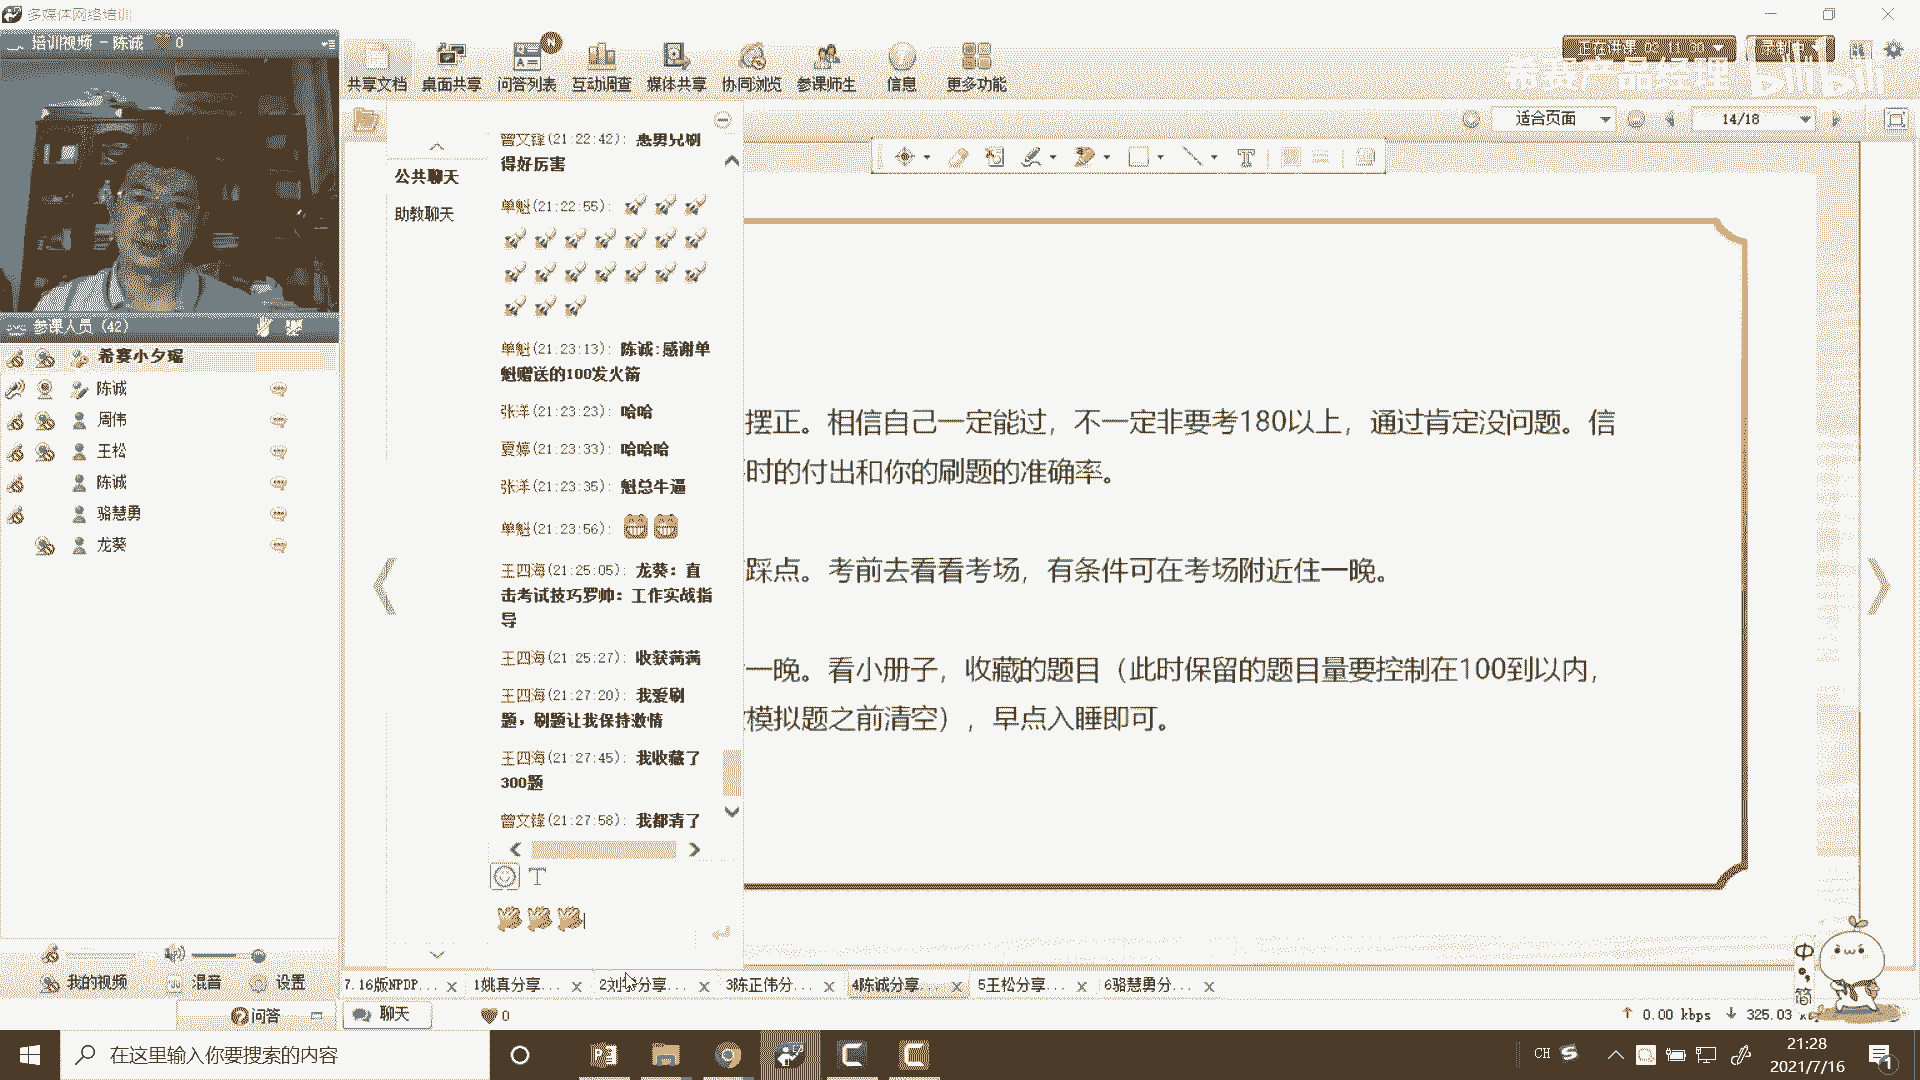 多媒体网络培训
培训视频 - 陈诚 0
共享文档 桌面共享 问答列表 互动调查 媒体共享 协同浏览 参课师生 信息 更多功能
正在讲课 02:11:30
录制中
希赛产品经理 bilibili
适合页面 14/18
公共聊天
助教聊天
曾文锋(21:22:42): 惠男兄刷
得好厉害
单魁(21:22:55):
单魁(21:23:13): 陈诚:感谢单
魁赠送的100发火箭
张洋(21:23:23): 哈哈
夏婷(21:23:33): 哈哈哈
张洋(21:23:35): 魁总牛逼
单魁(21:23:56):
王四海(21:25:05): 龙葵: 直
击考试技巧罗帅: 工作实战指
导
王四海(21:25:27): 收获满满
王四海(21:27:20): 我爱刷
题, 刷题让我保持激情
王四海(21:27:45): 我收藏了
300题
曾文锋(21:27:58): 我都清了
参课人员 (42)
希赛小夕瑶
陈诚
周伟
王松
陈诚
骆慧勇
龙葵
摆正。相信自己一定能过，不一定非要考180以上，通过肯定没问题。信
时的付出和你的刷题的准确率。
踩点。考前去看看考场，有条件可在考场附近住一晚。
一晚。看小册子，收藏的题目（此时保留的题目量要控制在100到以内，
模拟题之前清空），早点入睡即可。
我的视频 混音 设置
7.16版NPDP... 1姚真分享... 2刘 分享... 3陈正伟分... 4陈诚分享... 5王松分享... 6骆慧勇分...
问答 聊天 0
0.00 kbps 325.03
中
简
在这里输入你要搜索的内容
CH
21:28
2021/7/16
1